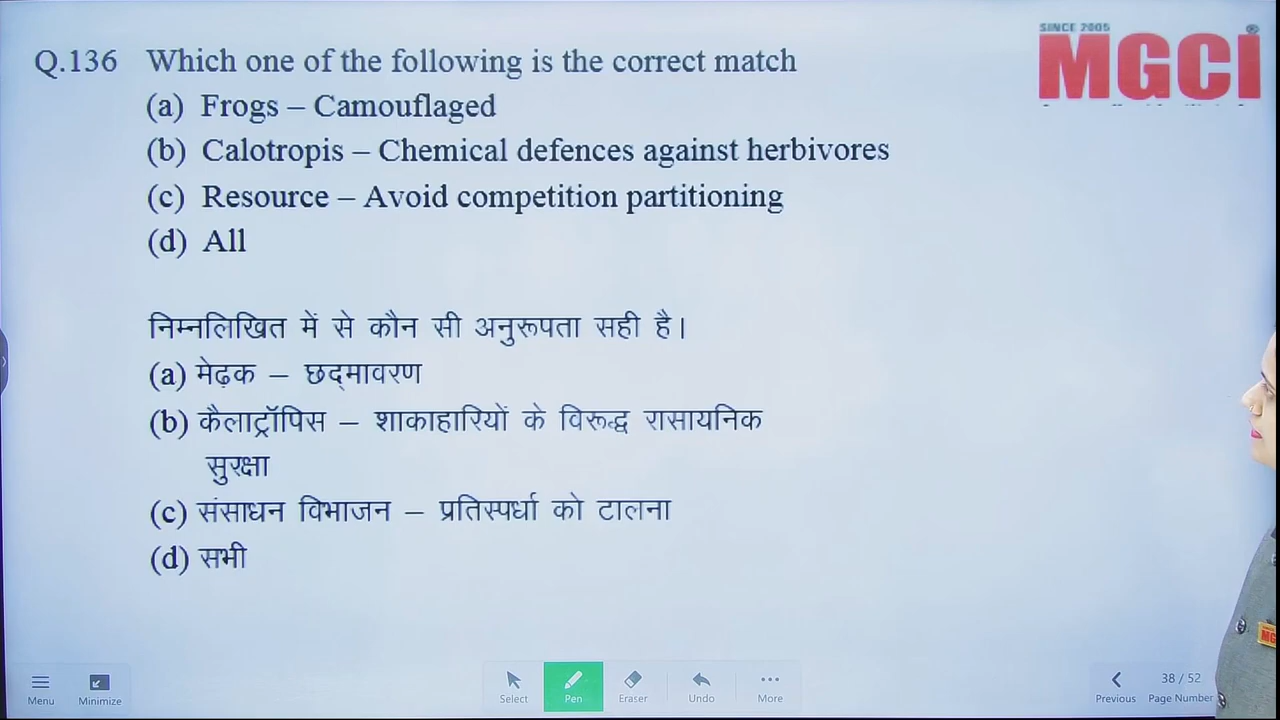 SINCE 2005
MGCI
Q.136 Which one of the following is the correct match
(a) Frogs – Camouflaged
(b) Calotropis – Chemical defences against herbivores
(c) Resource – Avoid competition partitioning
(d) All
निम्नलिखित में से कौन सी अनुरूपता सही है।
(a) मेढ़क – छद्मावरण
(b) कैलाट्रॉपिस – शाकाहारियों के विरूद्ध रासायनिक
सुरक्षा
(c) संसाधन विभाजन – प्रतिस्पर्धा को टालना
(d) सभी
Menu
Minimize
Select
Pen
Eraser
Undo
More
Previous
38 / 52
Page Number